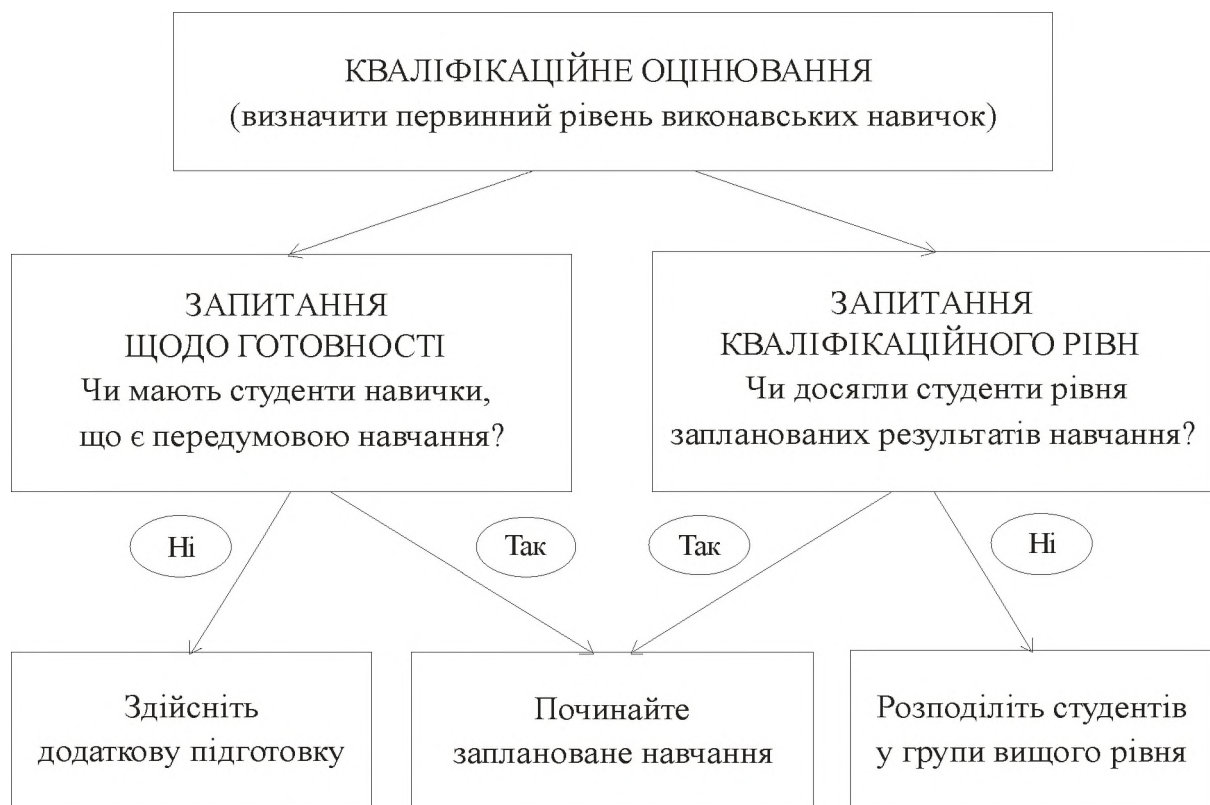 КВАЛІФІКАЦІЙНЕ ОЦІНЮВАННЯ
(визначити первинний рівень виконавських навичок)
ЗАПИТАННЯ
ЩОДО ГОТОВНОСТІ
Чи мають студенти навички,
що є передумовою навчання?
ЗАПИТАННЯ
КВАЛІФІКАЦІЙНОГО РІВН
Чи досягли студенти рівня
запланованих результатів навчання?
Ні
Так
Так
Ні
Здійсніть
додаткову підготовку
Починайте
заплановане навчання
Розподіліть студентів
у групи вищого рівня